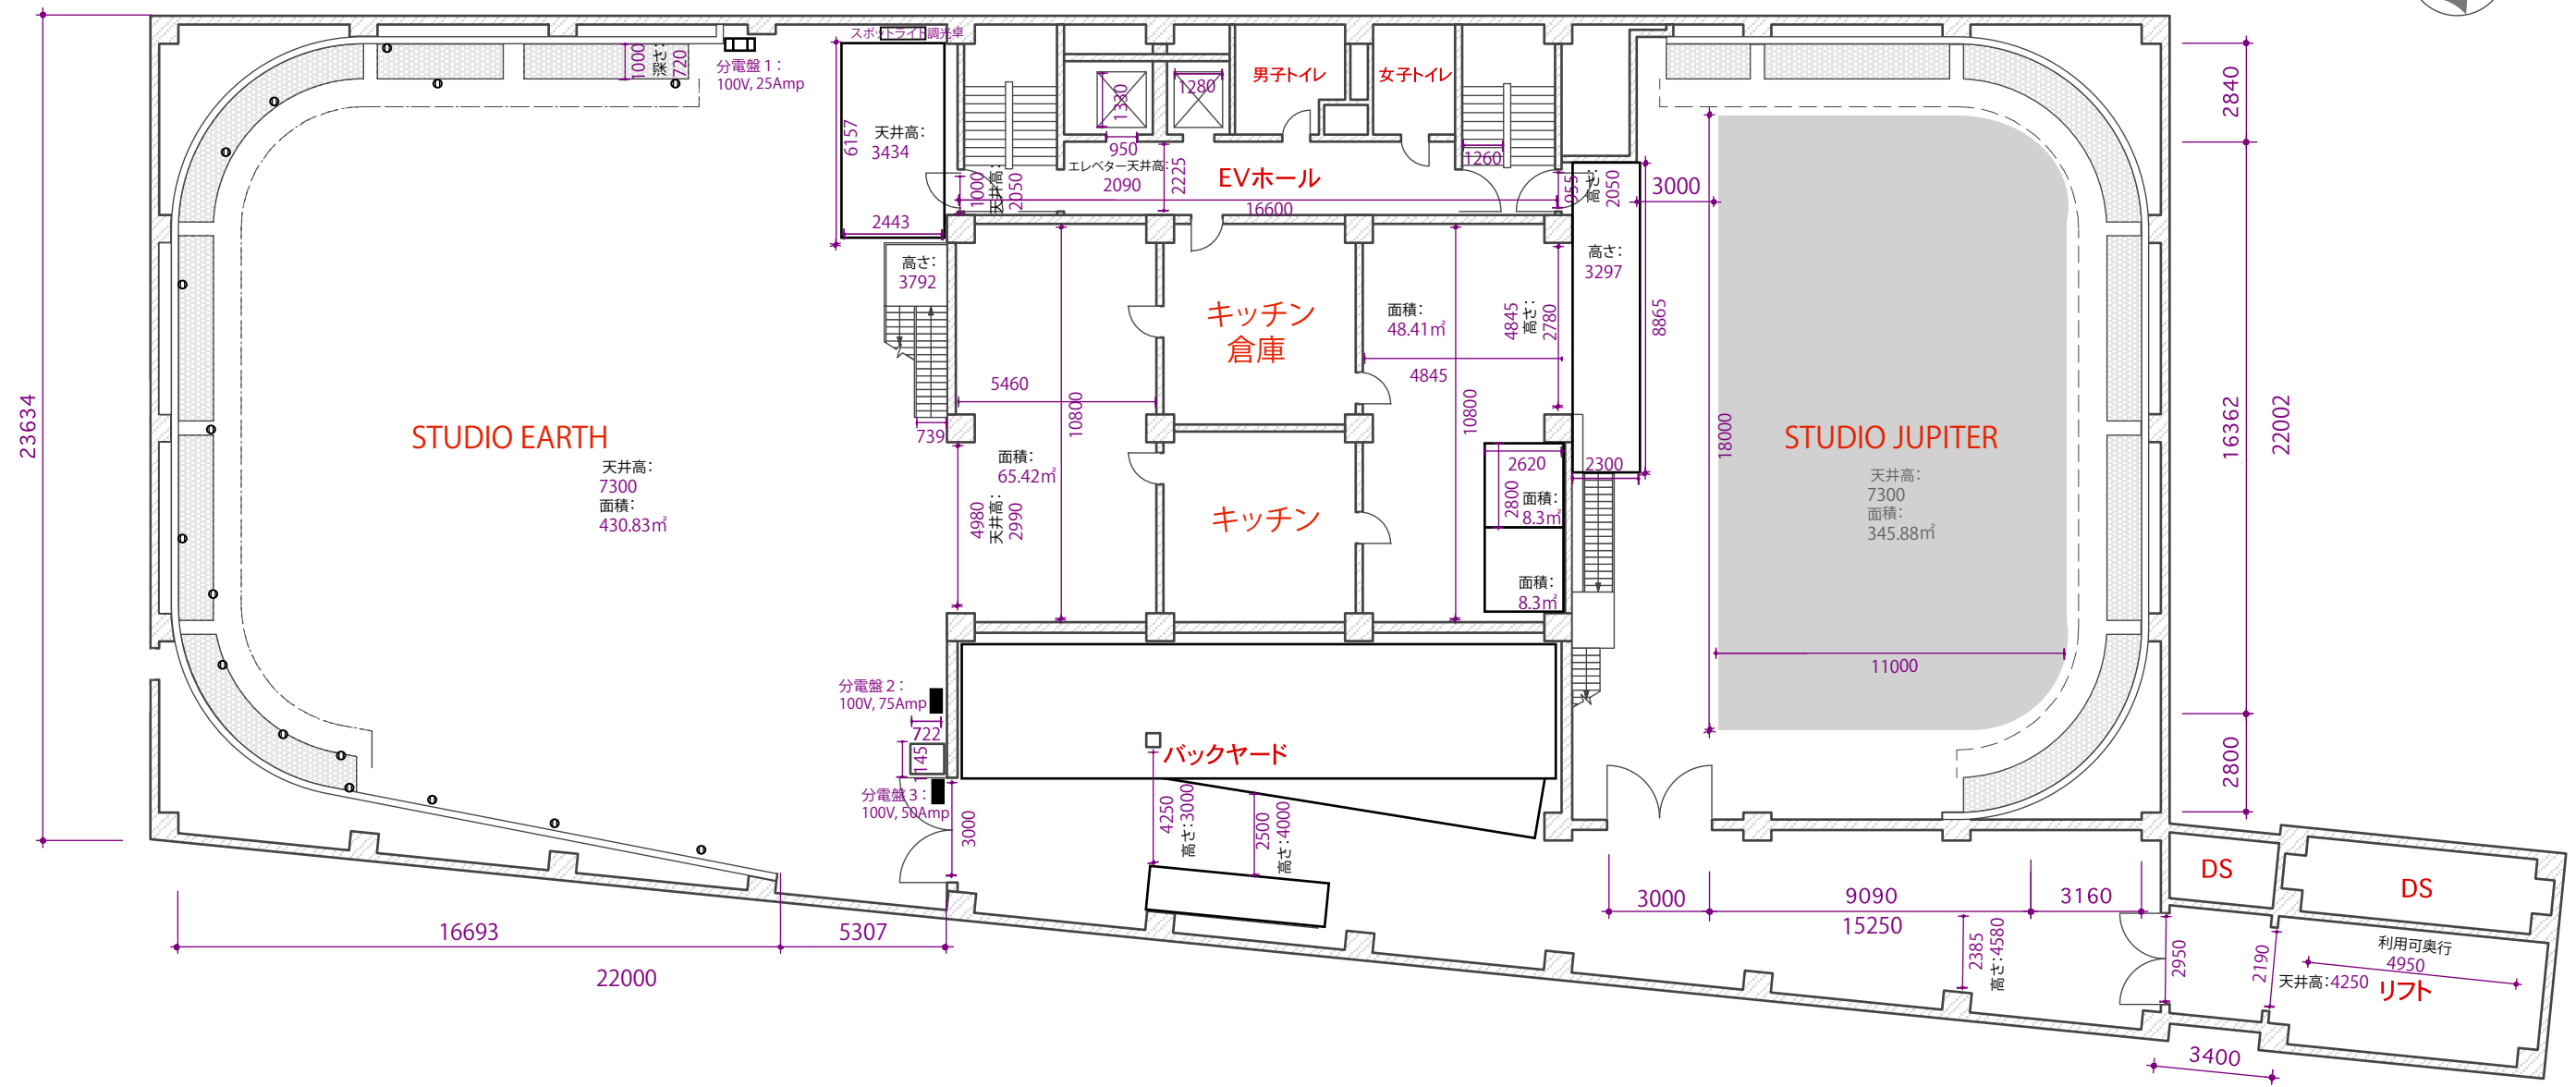 スポットライト調光卓
分電盤1：
100V, 25Amp
1000
深さ：
720
天井高：
3434
6157
2443
高さ：
3792
739
1330
1280
950
エレベター天井高：
2090
2225
男子トイレ
女子トイレ
1260
EVホール
16600
1000
天井高：
2050
955
高さ：
2050
3000
高さ：
3297
8865
2300
2840
16362
22002
2800
23634
STUDIO EARTH
天井高：
7300
面積：
430.83㎡
5460
10800
面積：
65.42㎡
4980
天井高：
2990
キッチン
倉庫
キッチン
面積：
48.41㎡
4845
高さ：
2780
4845
10800
2620
2800
面積：
8.3㎡
面積：
8.3㎡
STUDIO JUPITER
天井高：
7300
面積：
345.88㎡
18000
11000
分電盤2：
100V, 75Amp
722
1145
分電盤3：
100V, 50Amp
3000
バックヤード
4250
高さ：3000
2500
高さ：4000
16693
5307
22000
3000
9090
3160
15250
2385
高さ：4580
2950
2190
DS
DS
利用可奥行
4950
天井高：4250
リフト
3400